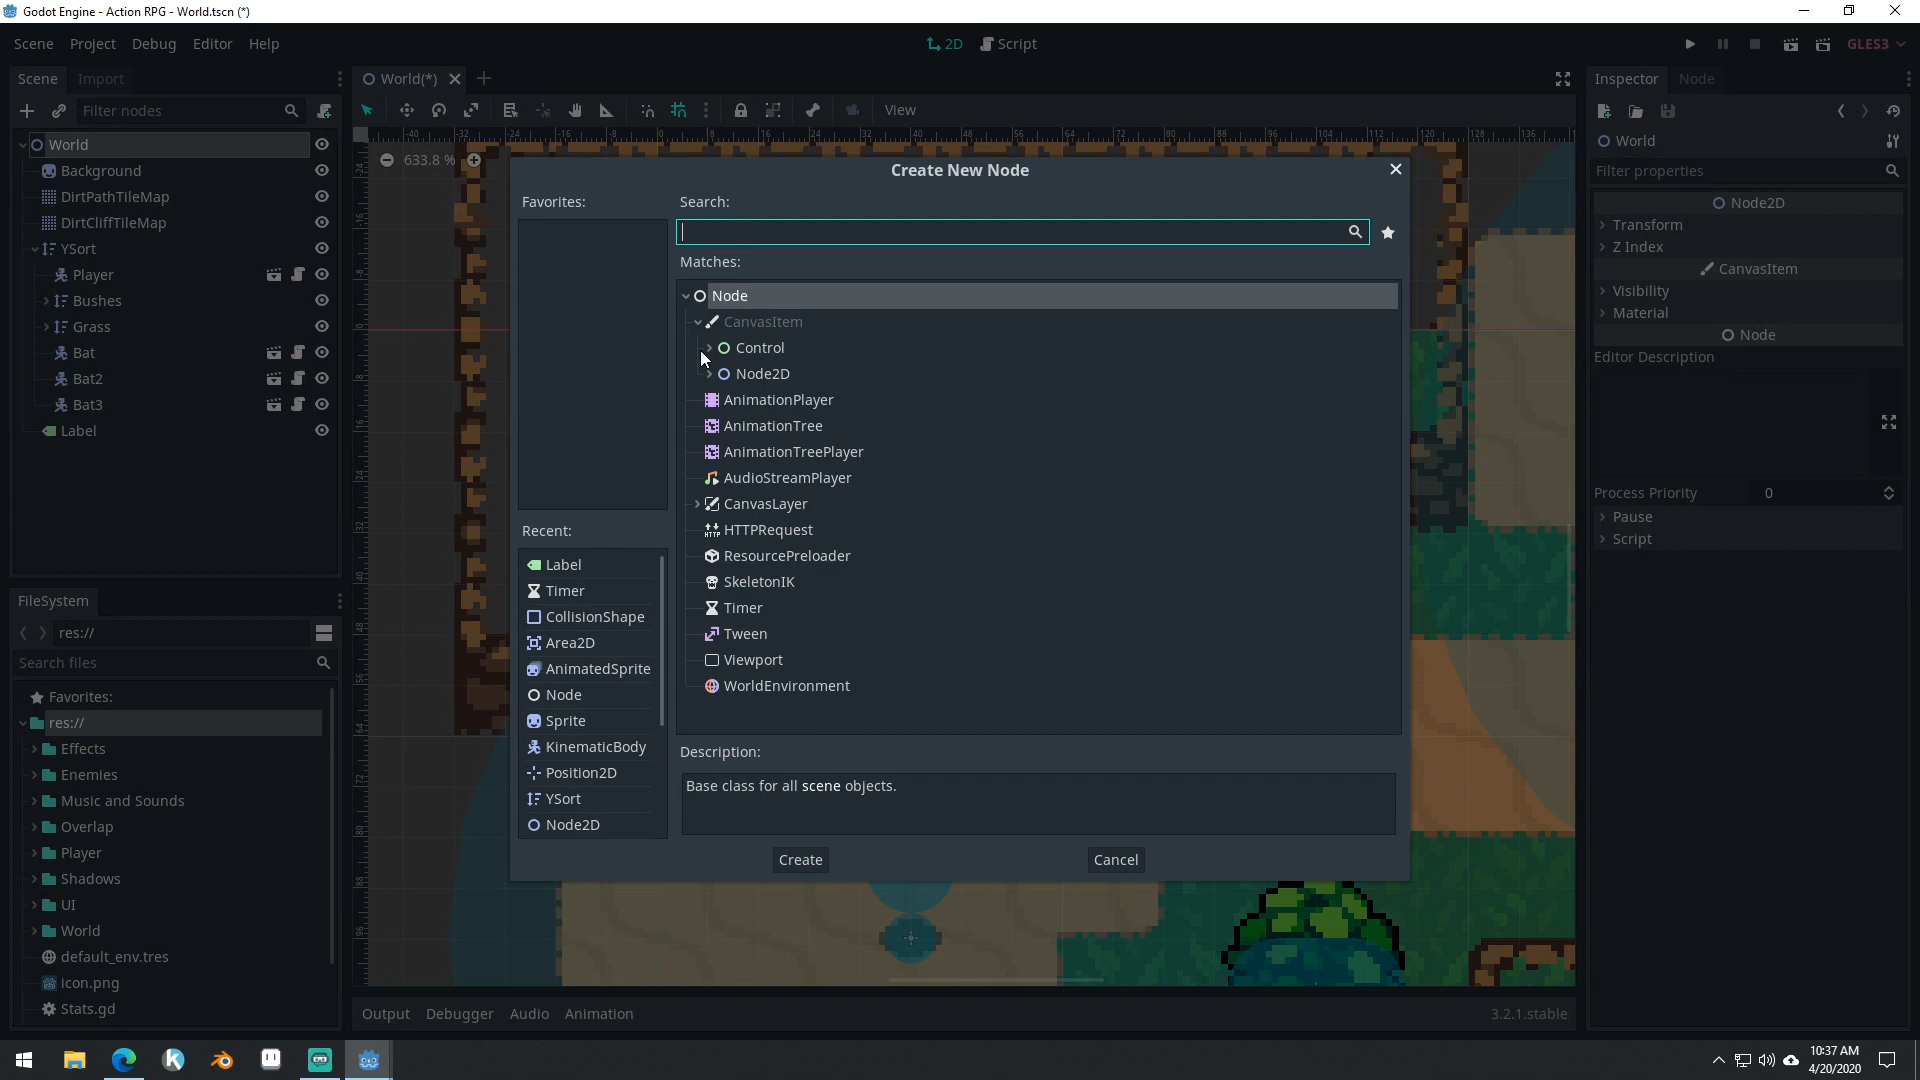 Godot Engine - Action RPG - World.tscn (*)
Scene Project Debug Editor Help
2D Script
GLES3
Scene Import
World(*)
Inspector Node
Filter nodes
View
World
Background
DirtPathTileMap
DirtCliffTileMap
YSort
Player
Bushes
Grass
Bat
Bat2
Bat3
Label
633.8 %
Create New Node
Favorites:
Search:
Matches:
Node
CanvasItem
Control
Node2D
AnimationPlayer
AnimationTree
AnimationTreePlayer
AudioStreamPlayer
CanvasLayer
HTTPRequest
ResourcePreloader
SkeletonIK
Timer
Tween
Viewport
WorldEnvironment
Recent:
Label
Timer
CollisionShape
Area2D
AnimatedSprite
Node
Sprite
KinematicBody
Position2D
YSort
Node2D
Description:
Base class for all scene objects.
Create Cancel
World
Filter properties
Node2D
Transform
Z Index
CanvasItem
Visibility
Material
Node
Editor Description
Process Priority 0
Pause
Script
FileSystem
res://
Search files
Favorites:
res://
Effects
Enemies
Music and Sounds
Overlap
Player
Shadows
UI
World
default_env.tres
icon.png
Stats.gd
Output Debugger Audio Animation
3.2.1.stable
10:37 AM
4/20/2020